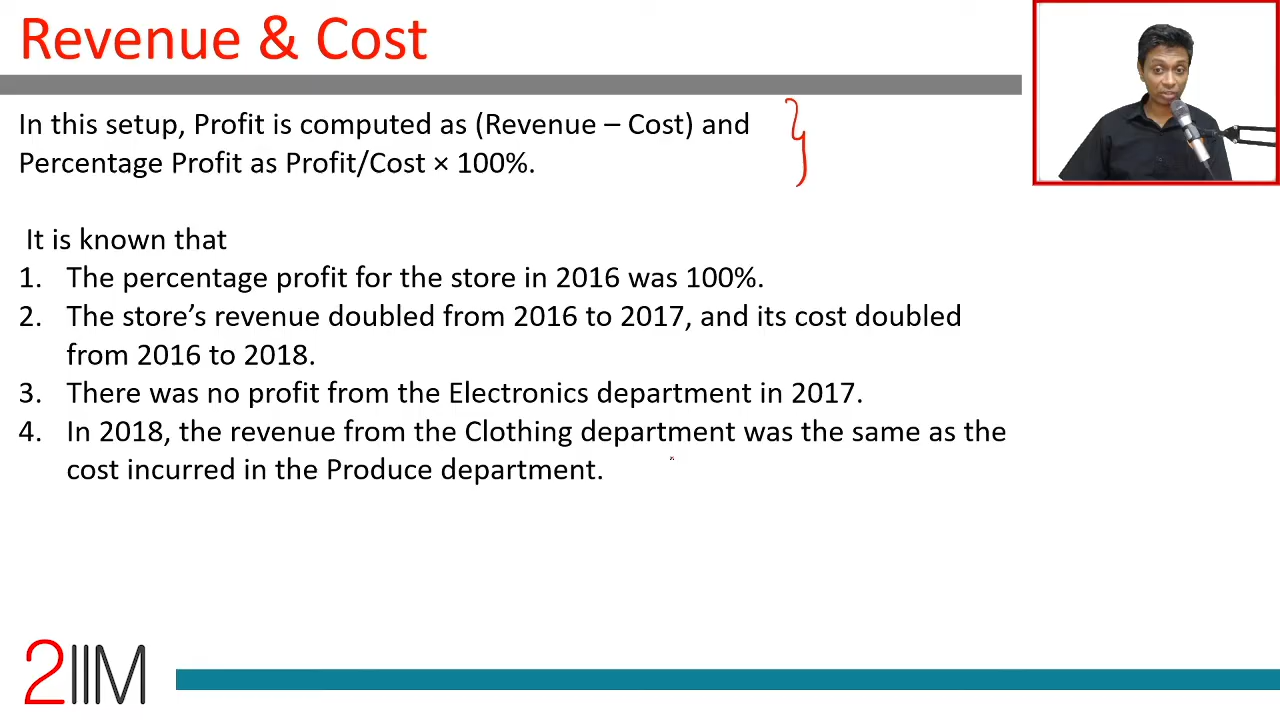 Revenue & Cost
In this setup, Profit is computed as (Revenue – Cost) and
Percentage Profit as Profit/Cost × 100%.
It is known that
1. The percentage profit for the store in 2016 was 100%.
2. The store’s revenue doubled from 2016 to 2017, and its cost doubled
from 2016 to 2018.
3. There was no profit from the Electronics department in 2017.
4. In 2018, the revenue from the Clothing department was the same as the
cost incurred in the Produce department.
2IIM